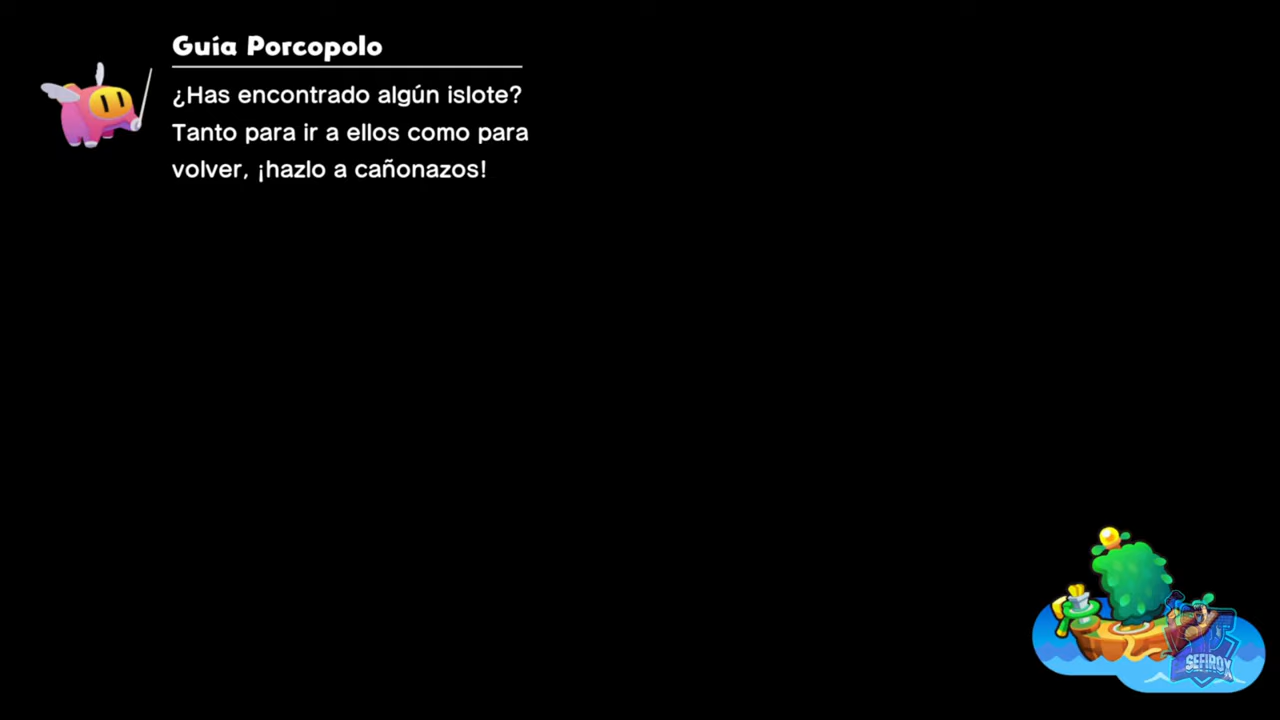 Guía Porcopolo
¿Has encontrado algún islote?
Tanto para ir a ellos como para
volver, ¡hazlo a cañonazos!
SEFIROX